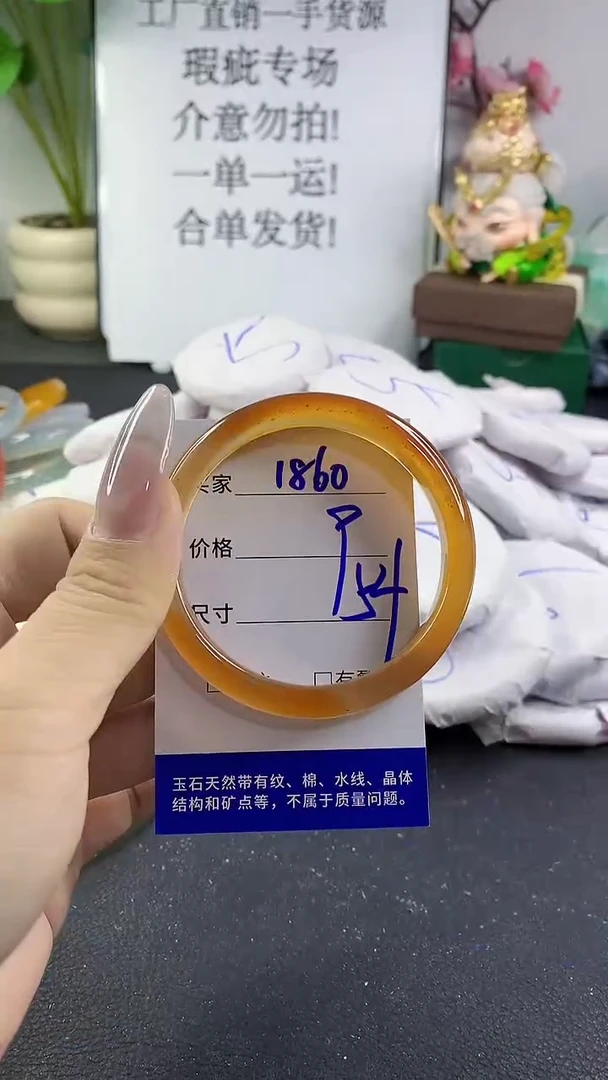 工厂直销一手货源
瑕疵专场
介意勿拍!
一单一运!
合单发货!
家 1860
价格
尺寸 54
玉石天然带有纹、棉、水线、晶体
结构和矿点等，不属于质量问题。